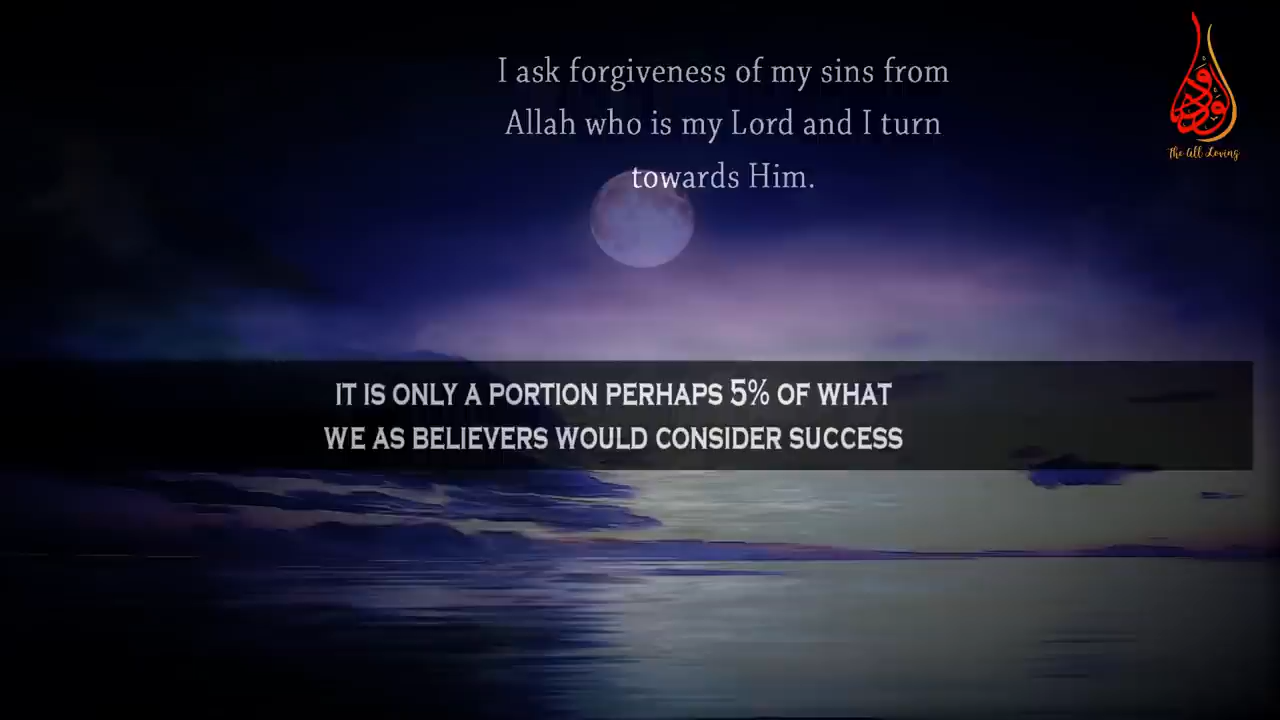 I ask forgiveness of my sins from
Allah who is my Lord and I turn
towards Him.
الودود
The All Loving
IT IS ONLY A PORTION PERHAPS 5% OF WHAT
WE AS BELIEVERS WOULD CONSIDER SUCCESS